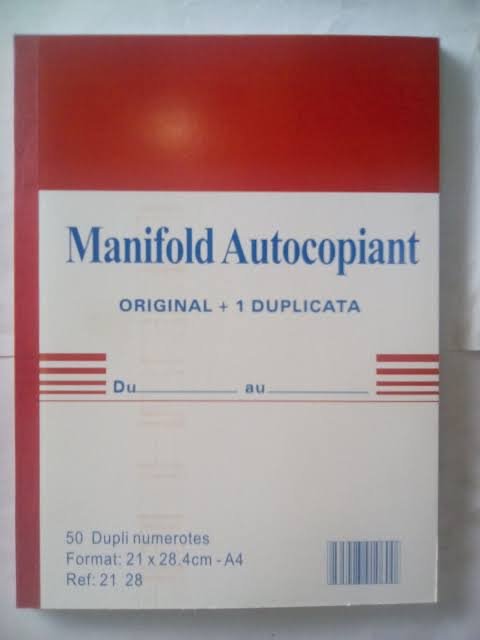 Manifold Autocopiant
ORIGINAL + 1 DUPLICATA
Du au
50 Dupli numerotes
Format: 21 x 28.4cm - A4
Ref: 21 28